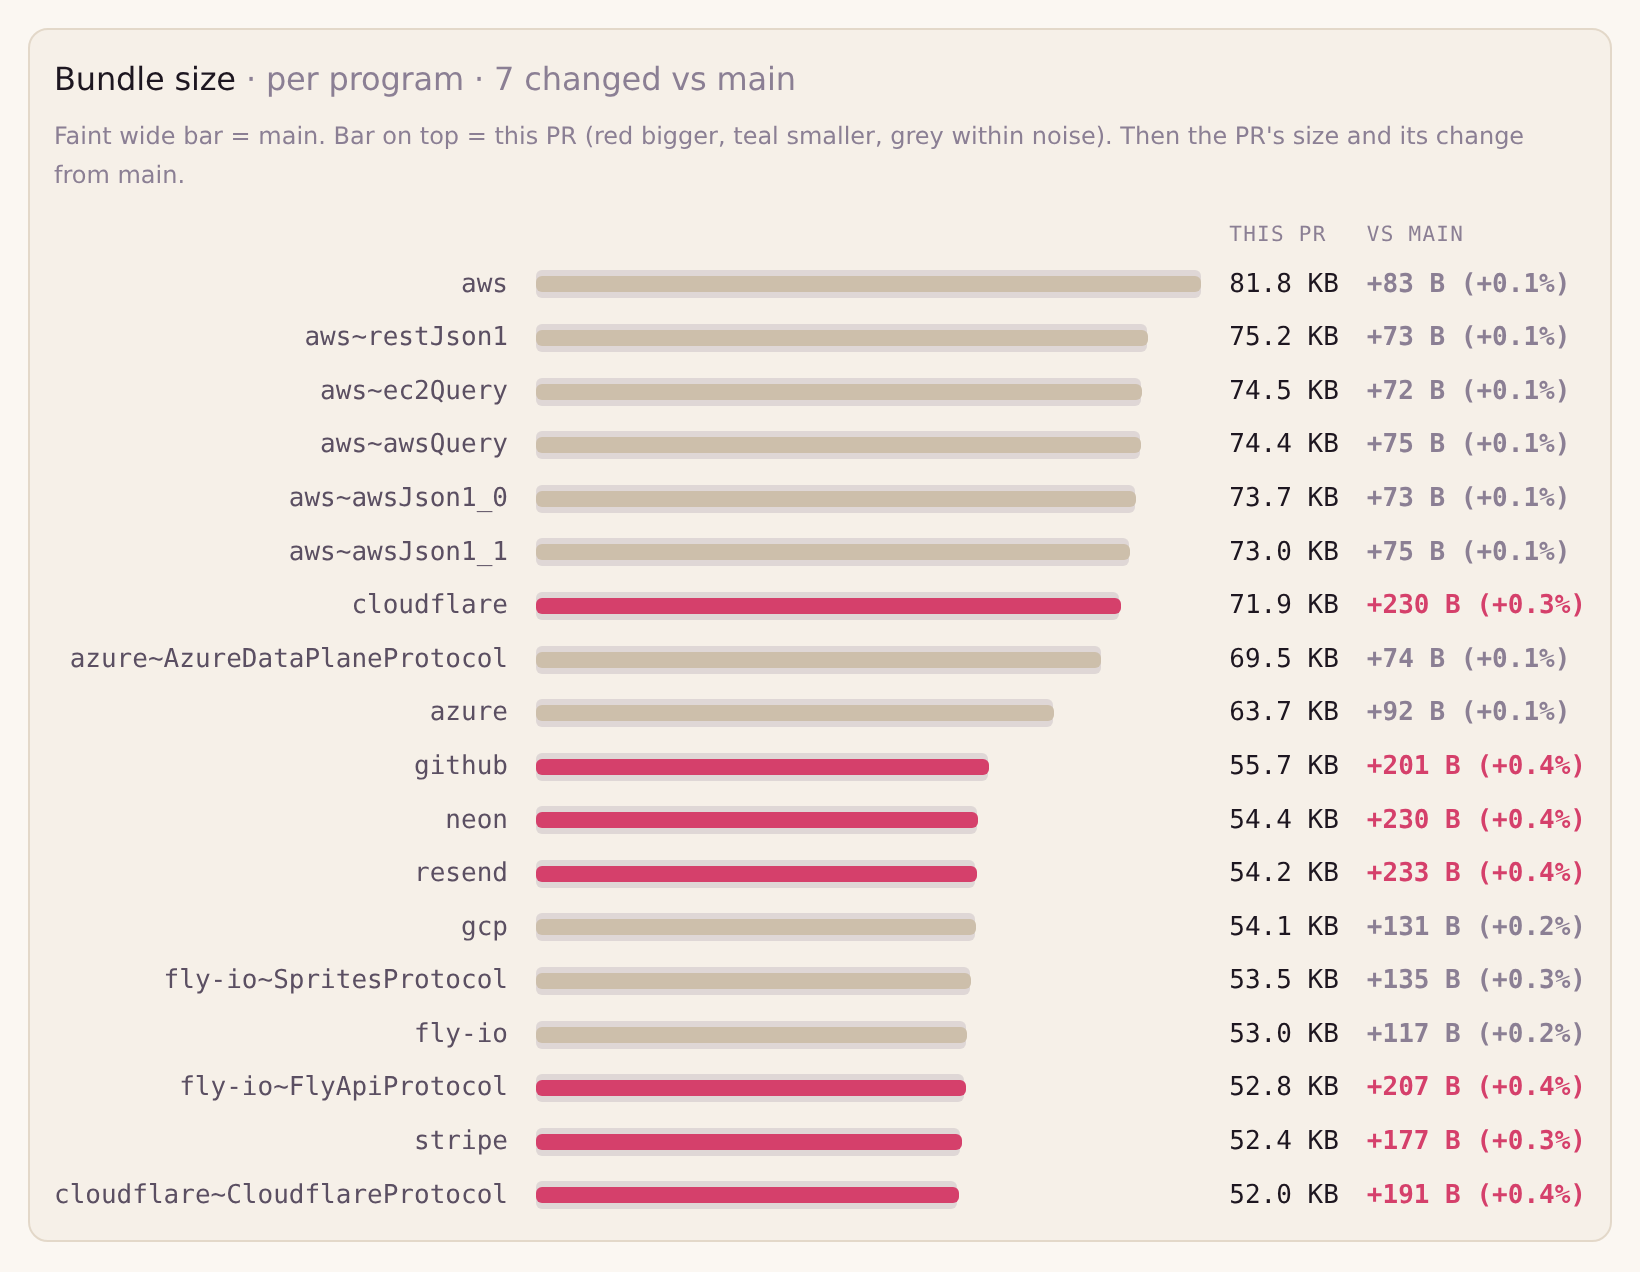 Bundle size · per program · 7 changed vs main
Faint wide bar = main. Bar on top = this PR (red bigger, teal smaller, grey within noise). Then the PR's size and its change
from main.
THIS PR VS MAIN
aws 81.8 KB +83 B (+0.1%)
aws~restJson1 75.2 KB +73 B (+0.1%)
aws~ec2Query 74.5 KB +72 B (+0.1%)
aws~awsQuery 74.4 KB +75 B (+0.1%)
aws~awsJson1_0 73.7 KB +73 B (+0.1%)
aws~awsJson1_1 73.0 KB +75 B (+0.1%)
cloudflare 71.9 KB +230 B (+0.3%)
azure~AzureDataPlaneProtocol 69.5 KB +74 B (+0.1%)
azure 63.7 KB +92 B (+0.1%)
github 55.7 KB +201 B (+0.4%)
neon 54.4 KB +230 B (+0.4%)
resend 54.2 KB +233 B (+0.4%)
gcp 54.1 KB +131 B (+0.2%)
fly-io~SpritesProtocol 53.5 KB +135 B (+0.3%)
fly-io 53.0 KB +117 B (+0.2%)
fly-io~FlyApiProtocol 52.8 KB +207 B (+0.4%)
stripe 52.4 KB +177 B (+0.3%)
cloudflare~CloudflareProtocol 52.0 KB +191 B (+0.4%)